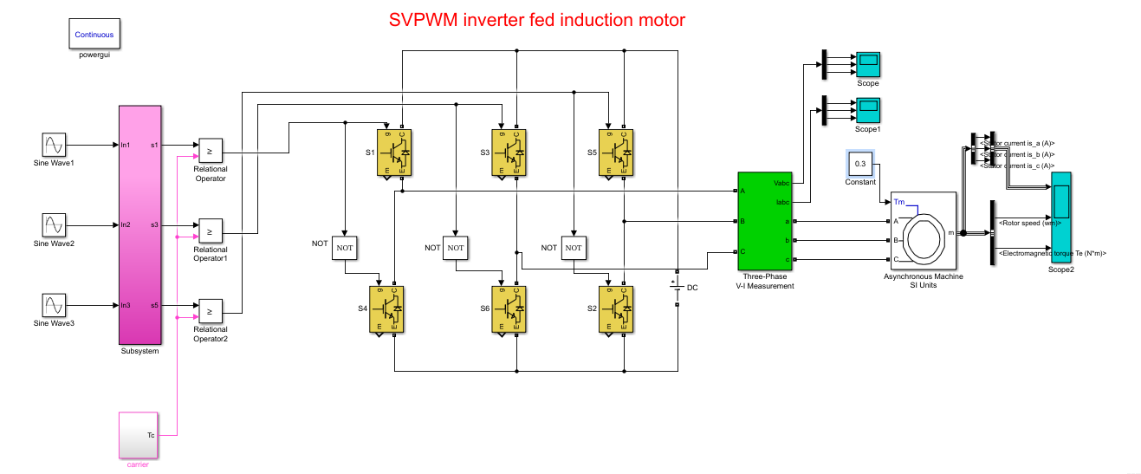 SVPWM inverter fed induction motor
Continuous
powergui
Scope
Scope1
Sine Wave1
In1
s1
≥
Relational
Operator
g
C
S1
m
E
g
C
S3
m
E
g
C
S5
m
E
0.3
Constant
<Stator current is_a (A)>
<Stator current is_b (A)>
<Stator current is_c (A)>
Sine Wave2
In2
s3
≥
Relational
Operator1
NOT
NOT
NOT
NOT
NOT
NOT
A
B
C
Vabc
Iabc
a
b
c
Three-Phase
V-I Measurement
Tm
A
B
C
m
Asynchronous Machine
SI Units
<Rotor speed (wm)>
<Electromagnetic torque Te (N*m)>
Scope2
Sine Wave3
In3
s5
Subsystem
≥
Relational
Operator2
g
C
S4
m
E
g
C
S6
m
E
g
C
S2
m
E
+
DC
Tc
carrier